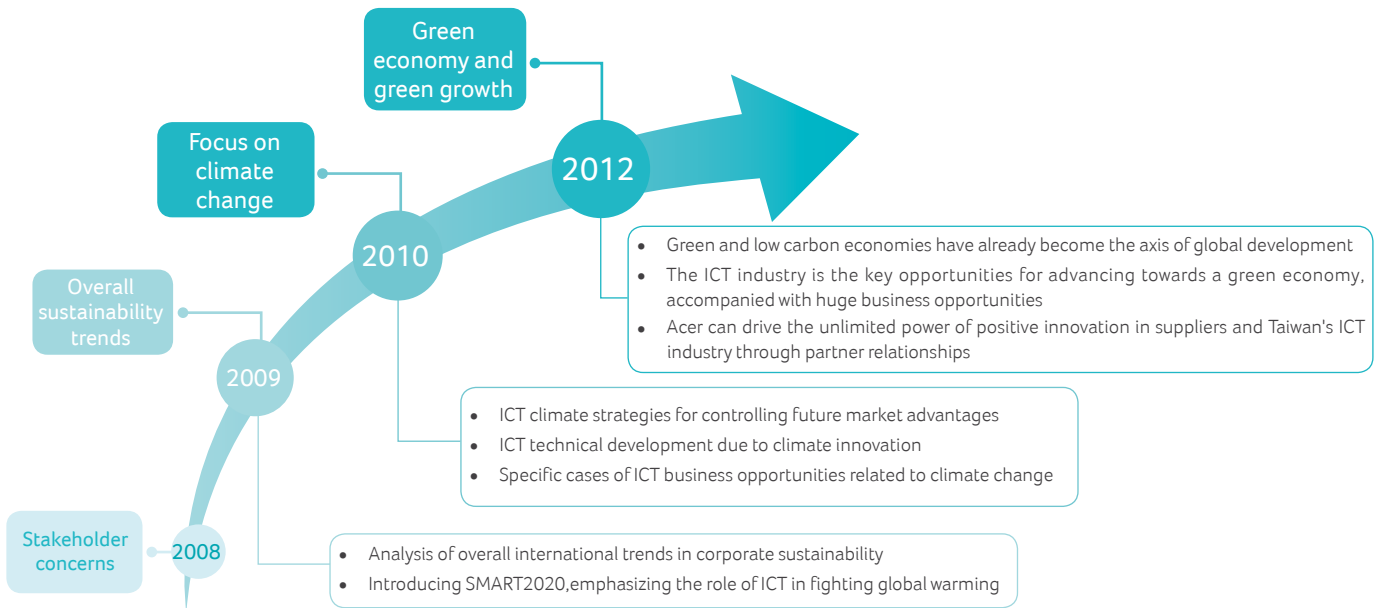 Green
economy and
green growth
2012
Focus on
climate
change
2010
● Green and low carbon economies have already become the axis of global development
● The ICT industry is the key opportunities for advancing towards a green economy,
accompanied with huge business opportunities
● Acer can drive the unlimited power of positive innovation in suppliers and Taiwan's ICT
industry through partner relationships
Overall
sustainability
trends
2009
● ICT climate strategies for controlling future market advantages
● ICT technical development due to climate innovation
● Specific cases of ICT business opportunities related to climate change
Stakeholder
concerns
2008
● Analysis of overall international trends in corporate sustainability
● Introducing SMART2020,emphasizing the role of ICT in fighting global warming